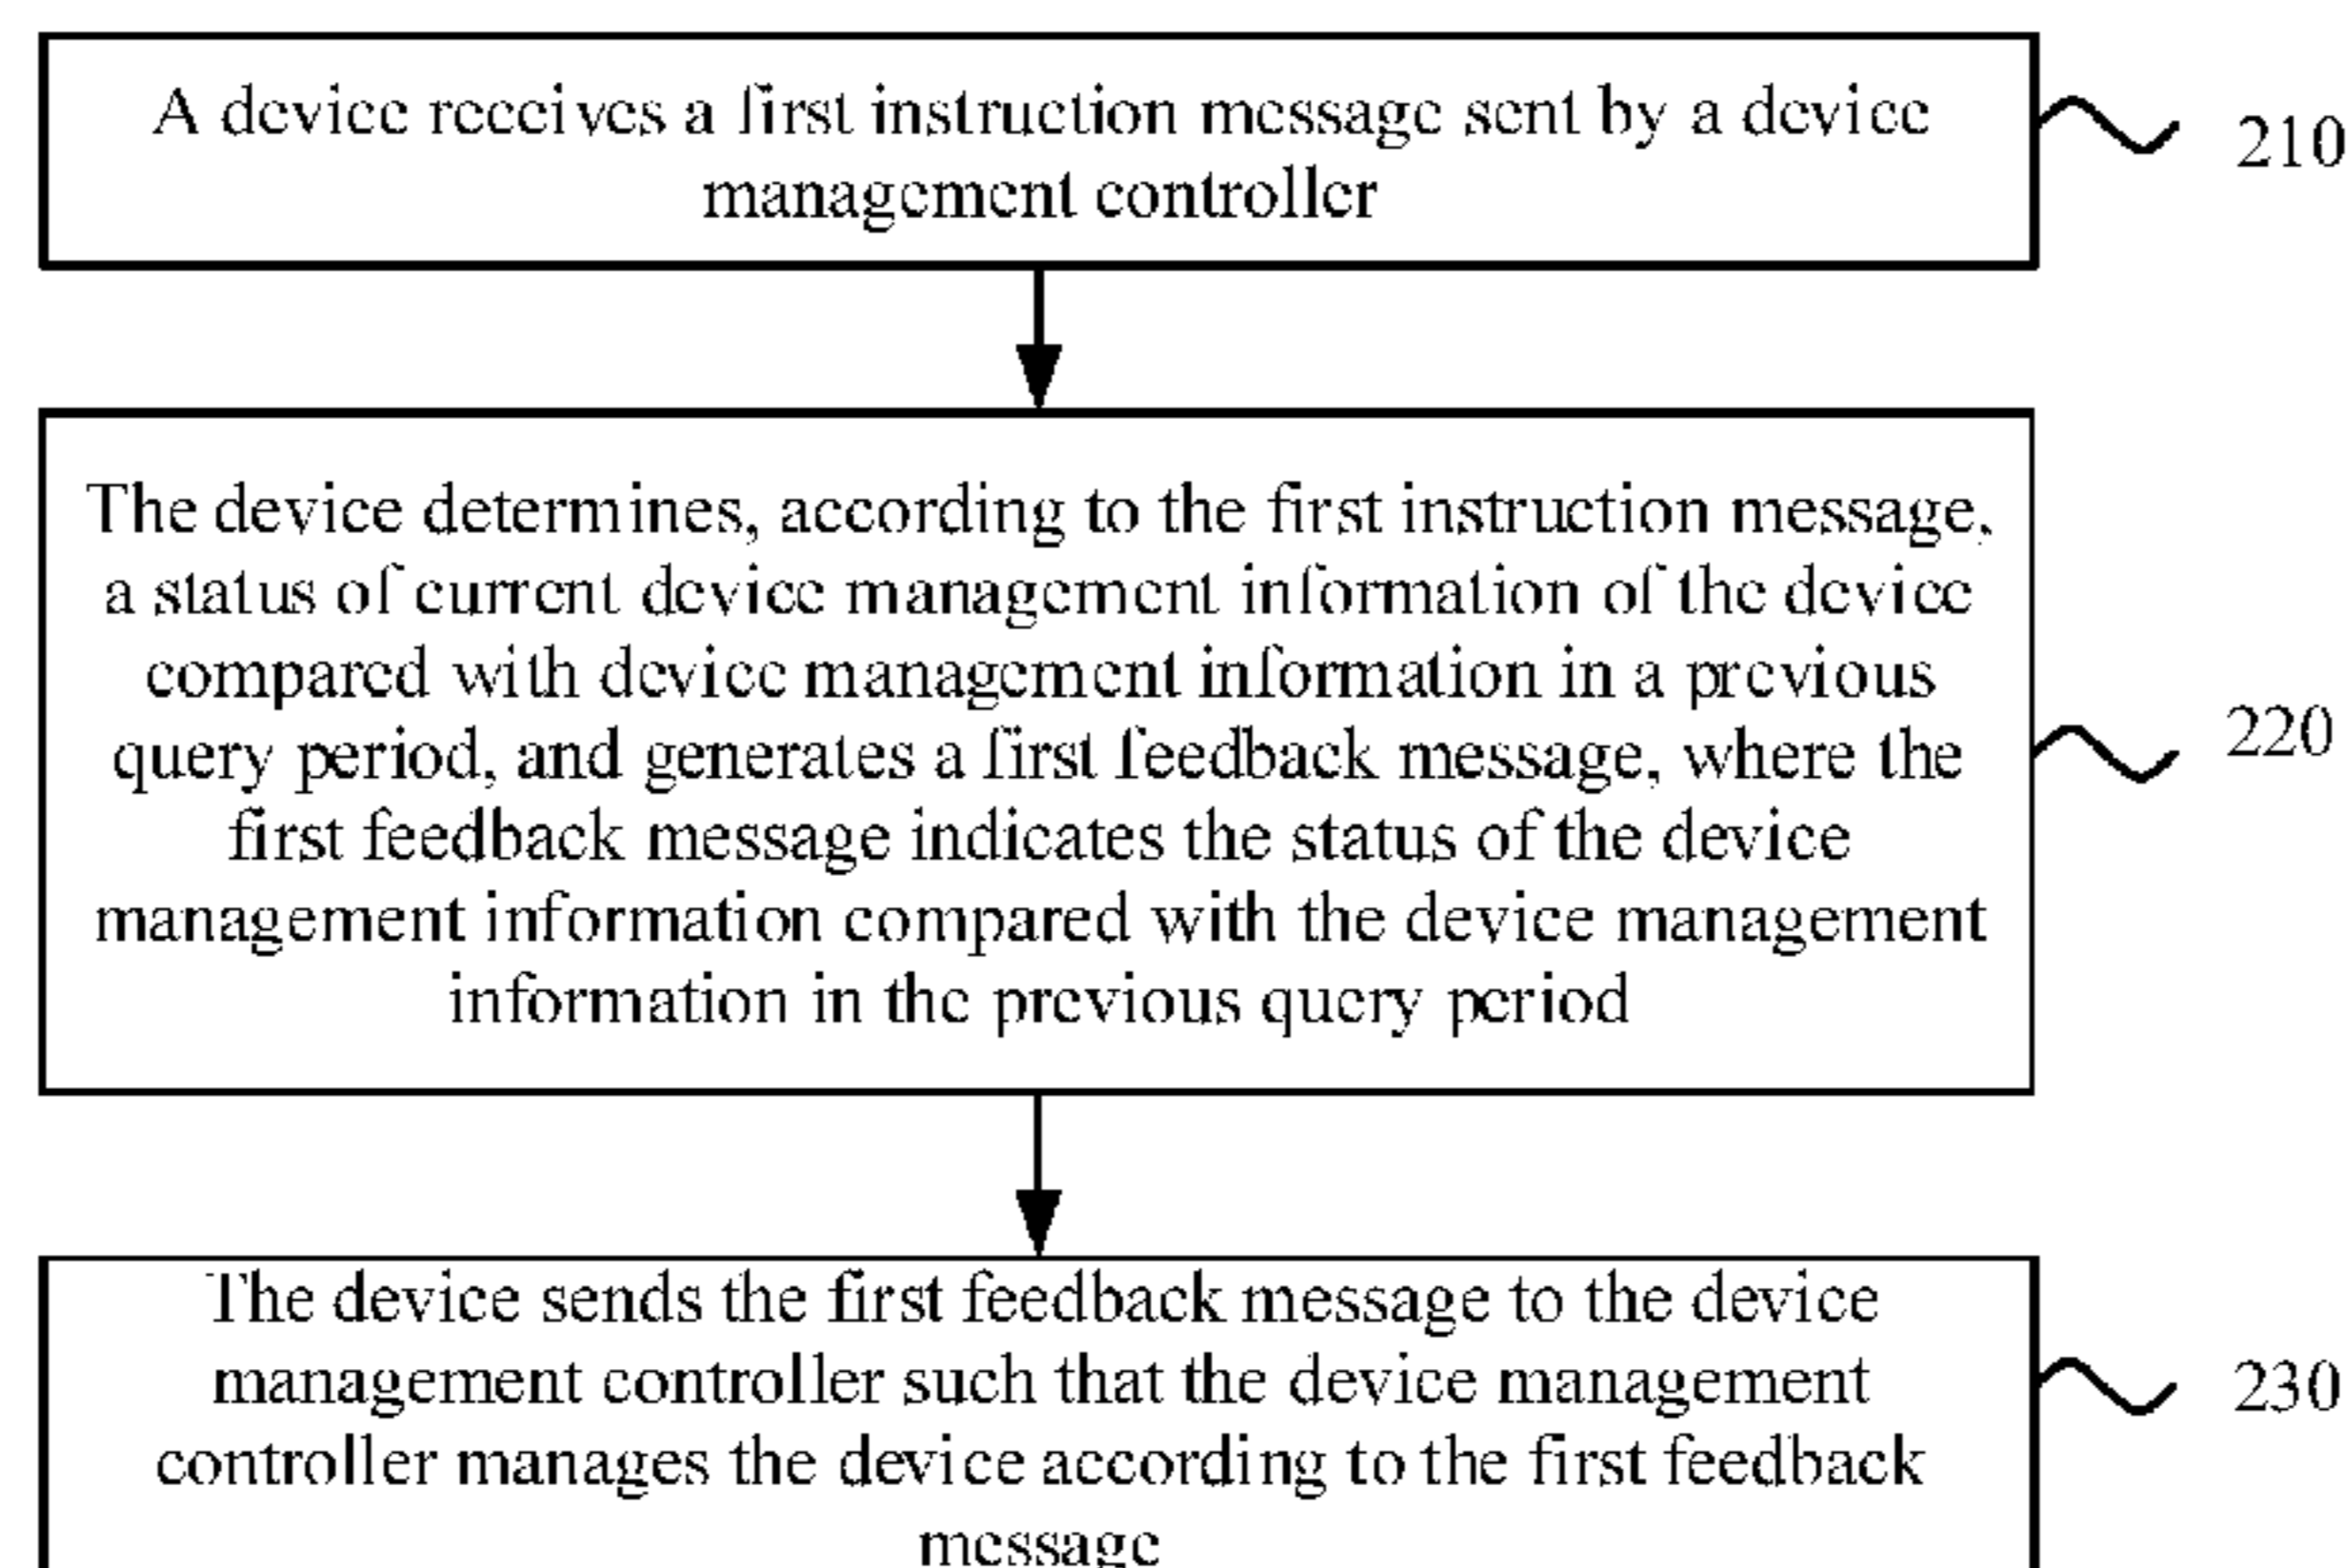 A device receives a first instruction message sent by a device
management controller
210
The device determines, according to the first instruction message,
a status of current device management information of the device
compared with device management information in a previous
query period, and generates a first feedback message, where the
first feedback message indicates the status of the device
management information compared with the device management
information in the previous query period
220
The device sends the first feedback message to the device
management controller such that the device management
controller manages the device according to the first feedback
message
230